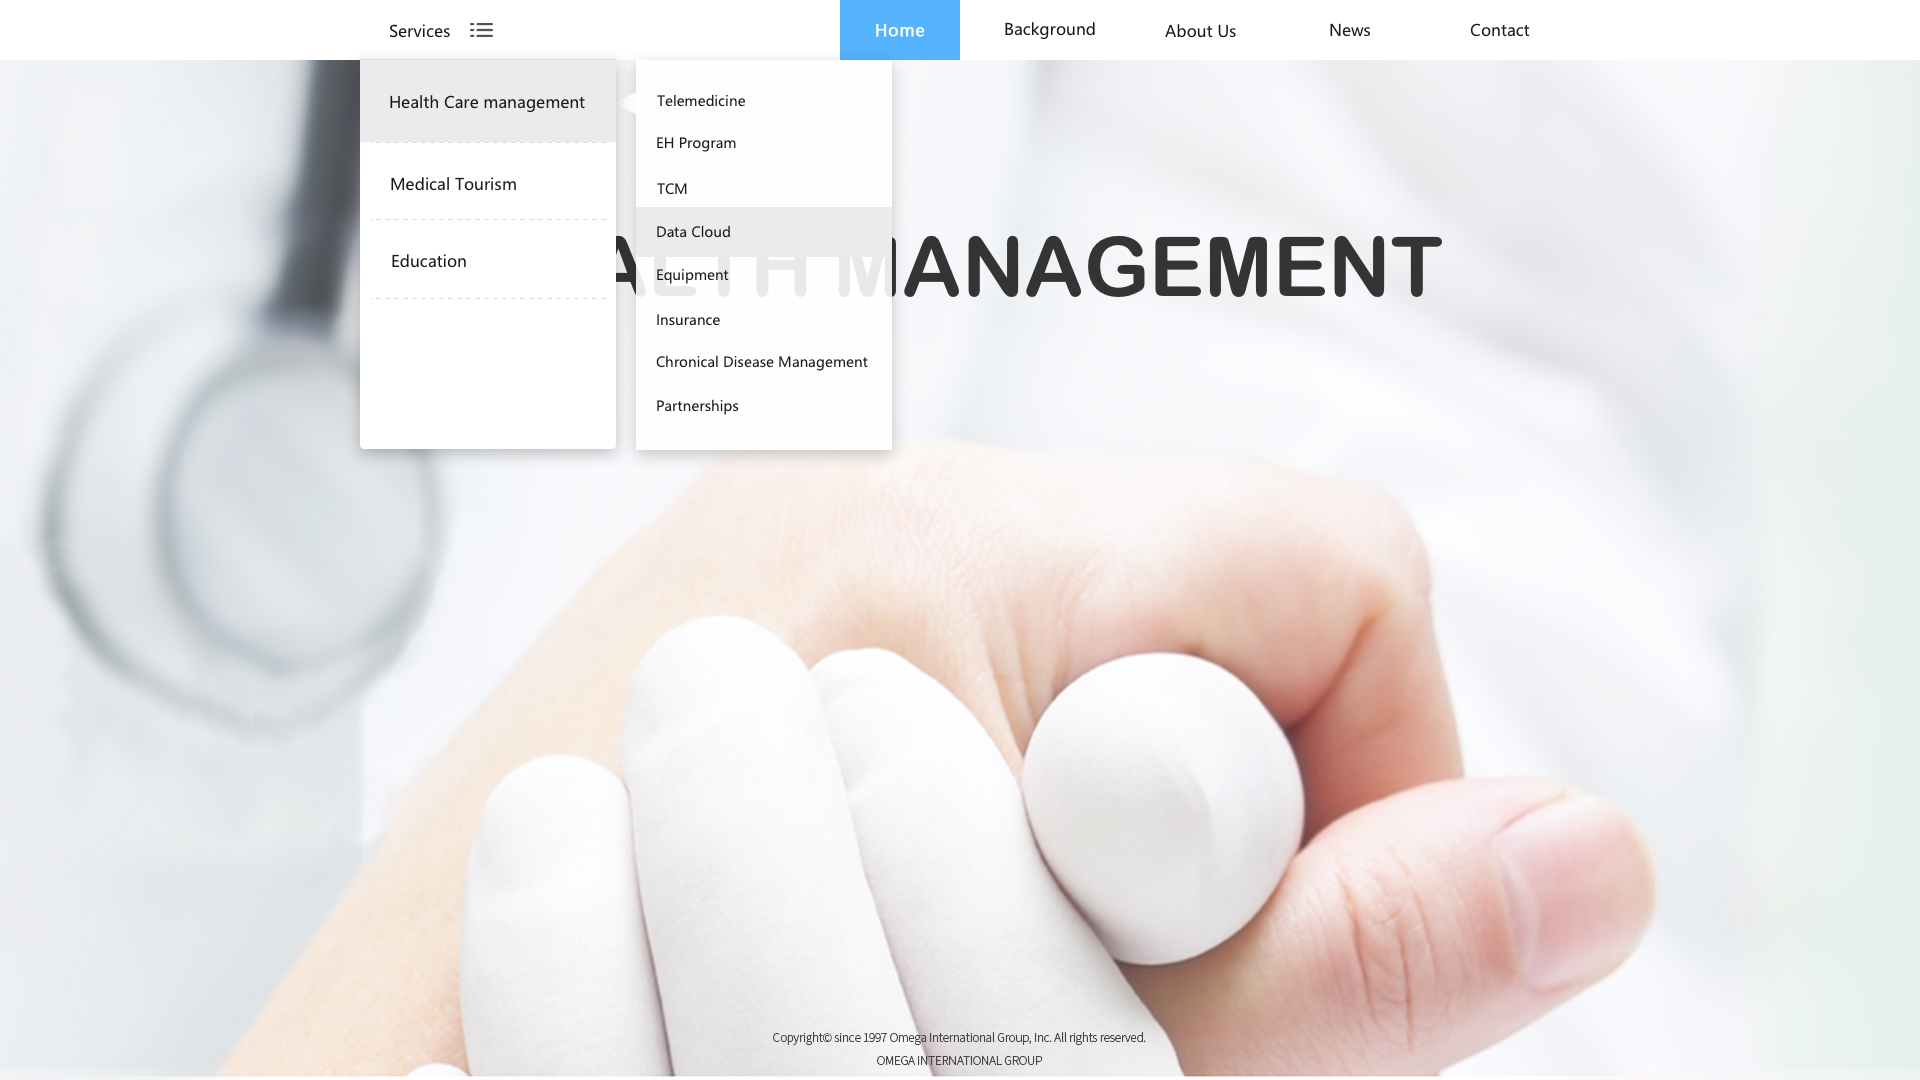 Services
Home
Background
About Us
News
Contact
Health Care management
Medical Tourism
Education
Telemedicine
EH Program
TCM
Data Cloud
Equipment
Insurance
Chronical Disease Management
Partnerships
ALTH MANAGEMENT
Copyright© since 1997 Omega International Group, Inc. All rights reserved.
OMEGA INTERNATIONAL GROUP